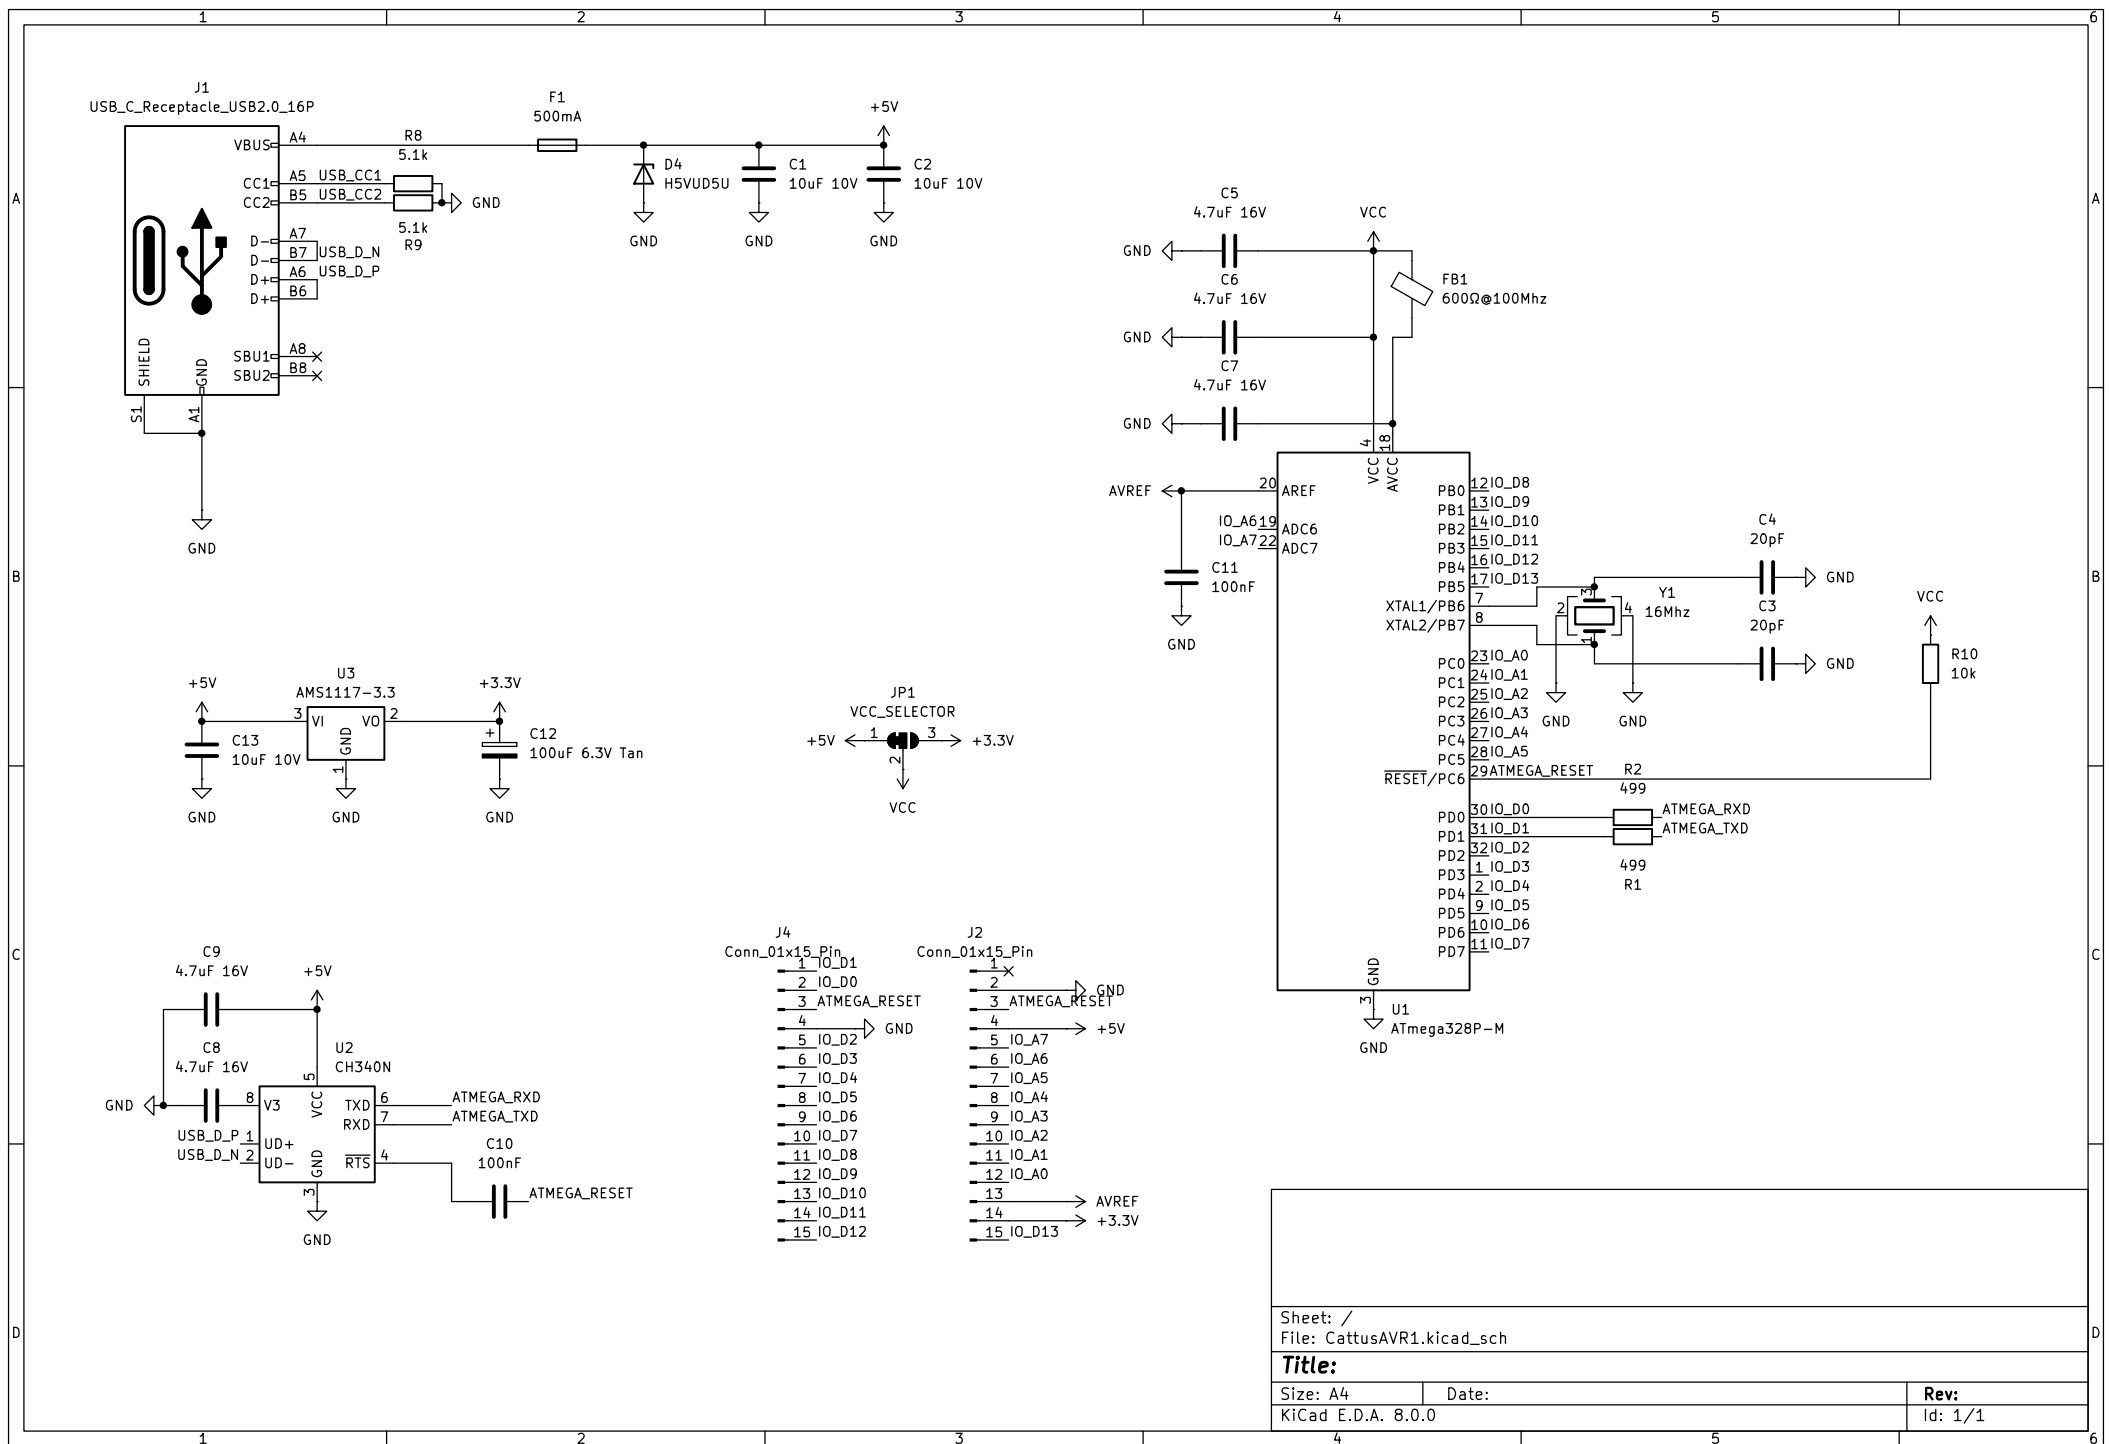 1 2 3 4 5 6
A
B
C
D
A
B
C
D
J1
USB_C_Receptacle_USB2.0_16P
VBUS A4
CC1 A5 USB_CC1
CC2 B5 USB_CC2
D- A7
D- B7 USB_D_N
D+ A6 USB_D_P
D+ B6
SBU1 A8
SBU2 B8
SHIELD S1
GND A1
GND
R8
5.1k
5.1k
R9
GND
F1
500mA
D4
H5VUD5U
GND
C1
10uF 10V
GND
+5V
C2
10uF 10V
GND
C5
4.7uF 16V
GND
C6
4.7uF 16V
GND
C7
4.7uF 16V
GND
VCC
FB1
600Ω@100Mhz
4 VCC
18 AVCC
AVREF
20 AREF
IO_A6 19 ADC6
IO_A7 22 ADC7
C11
100nF
GND
PB0 12 IO_D8
PB1 13 IO_D9
PB2 14 IO_D10
PB3 15 IO_D11
PB4 16 IO_D12
PB5 17 IO_D13
XTAL1/PB6 7
XTAL2/PB7 8
PC0 23 IO_A0
PC1 24 IO_A1
PC2 25 IO_A2
PC3 26 IO_A3
PC4 27 IO_A4
PC5 28 IO_A5
RESET/PC6 29 ATMEGA_RESET
PD0 30 IO_D0
PD1 31 IO_D1
PD2 32 IO_D2
PD3 1 IO_D3
PD4 2 IO_D4
PD5 9 IO_D5
PD6 10 IO_D6
PD7 11 IO_D7
GND 3
GND
U1
ATmega328P-M
C4
20pF
GND
Y1
16Mhz
3
2 4
1
GND GND
C3
20pF
GND
VCC
R10
10k
R2
499
ATMEGA_RXD
ATMEGA_TXD
499
R1
+5V
C13
10uF 10V
GND
U3
AMS1117-3.3
3 VI VO 2
GND
1
GND
+3.3V
+
C12
100uF 6.3V Tan
GND
JP1
VCC_SELECTOR
+5V 1 3 +3.3V
2
VCC
C9
4.7uF 16V
+5V
C8
4.7uF 16V
GND
U2
CH340N
5 VCC
8 V3
TXD 6 ATMEGA_RXD
RXD 7 ATMEGA_TXD
USB_D_P 1 UD+
USB_D_N 2 UD-
GND 3
RTS 4
GND
C10
100nF
ATMEGA_RESET
J4
Conn_01x15_Pin
1 IO_D1
2 IO_D0
3 ATMEGA_RESET
4 GND
5 IO_D2
6 IO_D3
7 IO_D4
8 IO_D5
9 IO_D6
10 IO_D7
11 IO_D8
12 IO_D9
13 IO_D10
14 IO_D11
15 IO_D12
J2
Conn_01x15_Pin
1
2 GND
3 ATMEGA_RESET
4 +5V
5 IO_A7
6 IO_A6
7 IO_A5
8 IO_A4
9 IO_A3
10 IO_A2
11 IO_A1
12 IO_A0
13 AVREF
14 +3.3V
15 IO_D13
Sheet: /
File: CattusAVR1.kicad_sch
Title:
Size: A4 Date: Rev:
KiCad E.D.A. 8.0.0 Id: 1/1
1 2 3 4 5 6